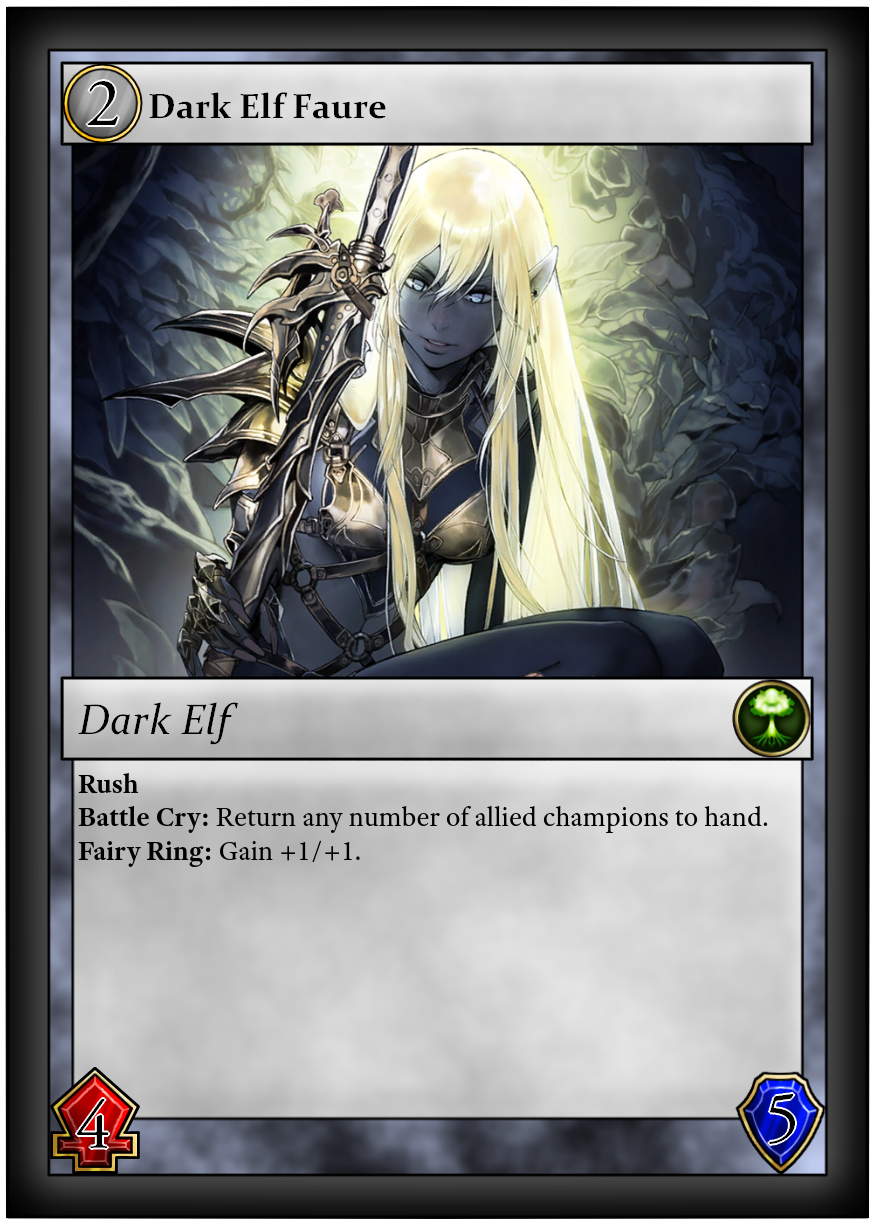 2 Dark Elf Faure
Dark Elf
Rush
Battle Cry: Return any number of allied champions to hand.
Fairy Ring: Gain +1/+1.
4 5